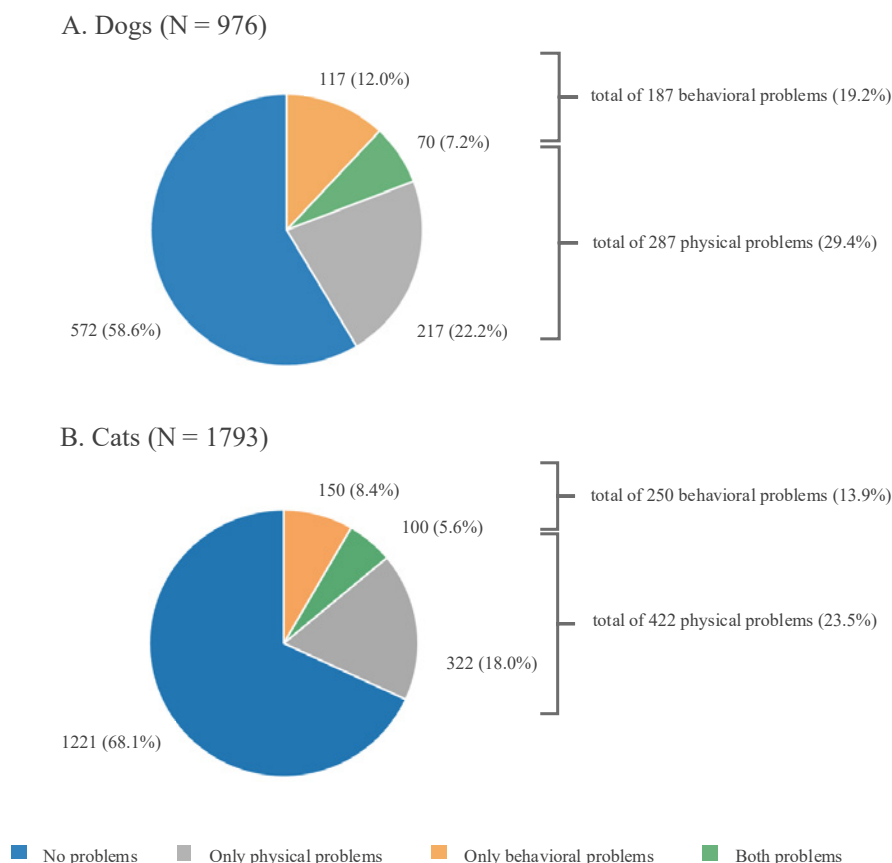 A. Dogs (N = 976)
117 (12.0%)
total of 187 behavioral problems (19.2%)
70 (7.2%)
total of 287 physical problems (29.4%)
572 (58.6%)
217 (22.2%)
B. Cats (N = 1793)
150 (8.4%)
total of 250 behavioral problems (13.9%)
100 (5.6%)
total of 422 physical problems (23.5%)
322 (18.0%)
1221 (68.1%)
No problems Only physical problems Only behavioral problems Both problems